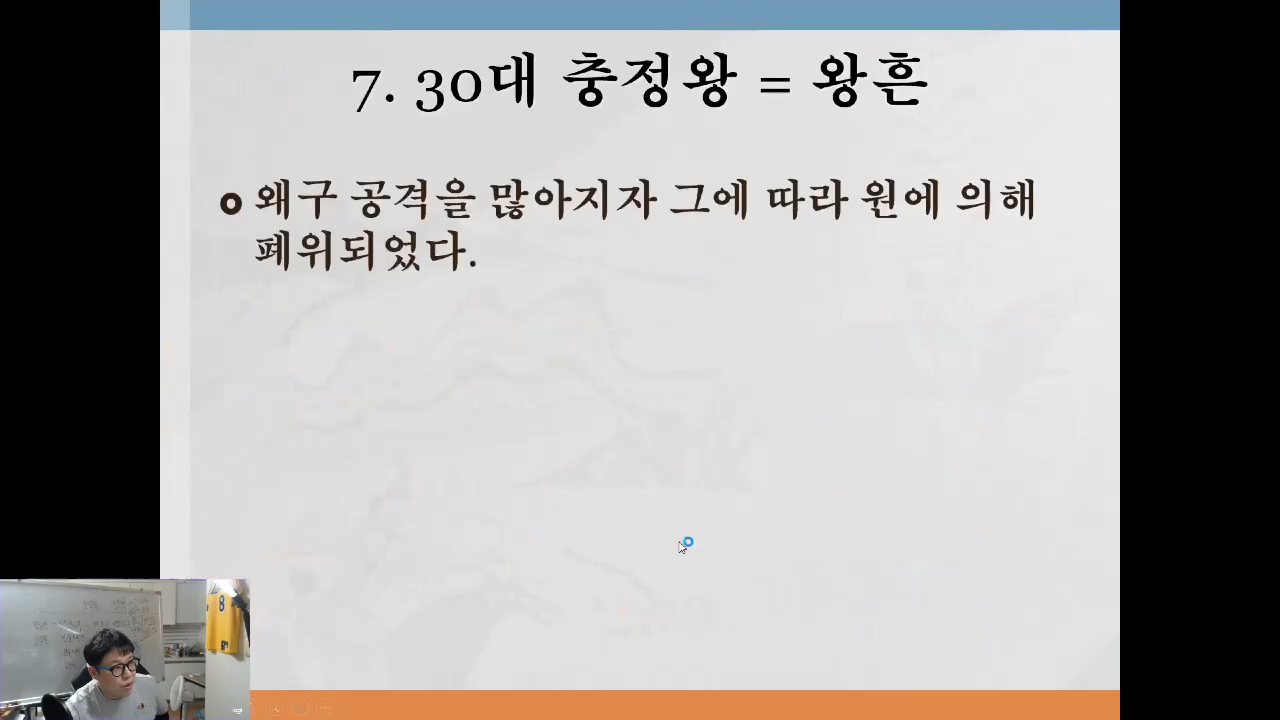 7. 30대 충정왕 = 왕흔
왜구 공격을 많아지자 그에 따라 원에 의해
폐위되었다.
8